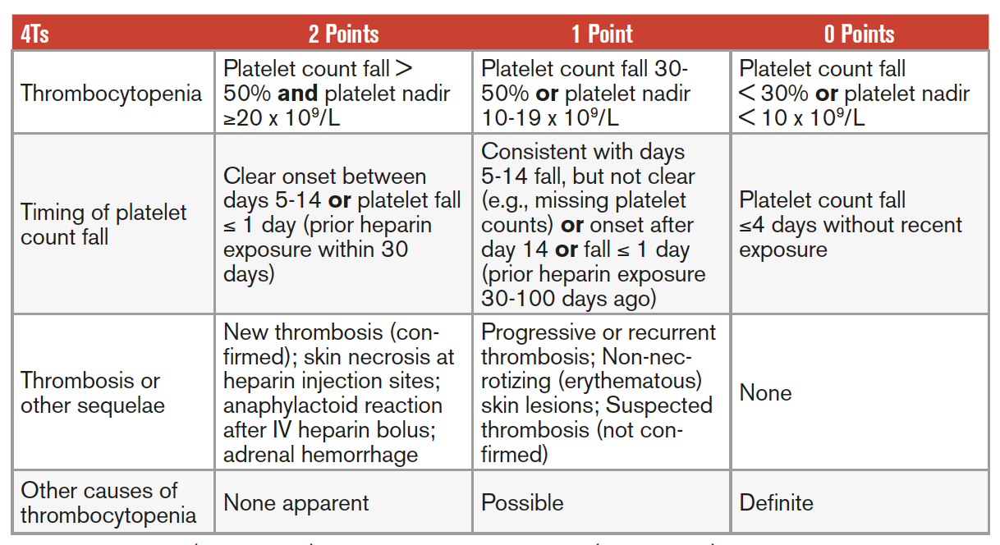 4Ts 2 Points 1 Point 0 Points
Thrombocytopenia
Platelet count fall >
50% and platelet nadir
≥20 x 10⁹/L
Platelet count fall 30-
50% or platelet nadir
10-19 x 10⁹/L
Platelet count fall
< 30% or platelet nadir
< 10 x 10⁹/L
Timing of platelet
count fall
Clear onset between
days 5-14 or platelet fall
≤ 1 day (prior heparin
exposure within 30
days)
Consistent with days
5-14 fall, but not clear
(e.g., missing platelet
counts) or onset after
day 14 or fall ≤ 1 day
(prior heparin exposure
30-100 days ago)
Platelet count fall
≤4 days without recent
exposure
Thrombosis or
other sequelae
New thrombosis (con-
firmed); skin necrosis at
heparin injection sites;
anaphylactoid reaction
after IV heparin bolus;
adrenal hemorrhage
Progressive or recurrent
thrombosis; Non-nec-
rotizing (erythematous)
skin lesions; Suspected
thrombosis (not con-
firmed)
None
Other causes of
thrombocytopenia
None apparent
Possible
Definite